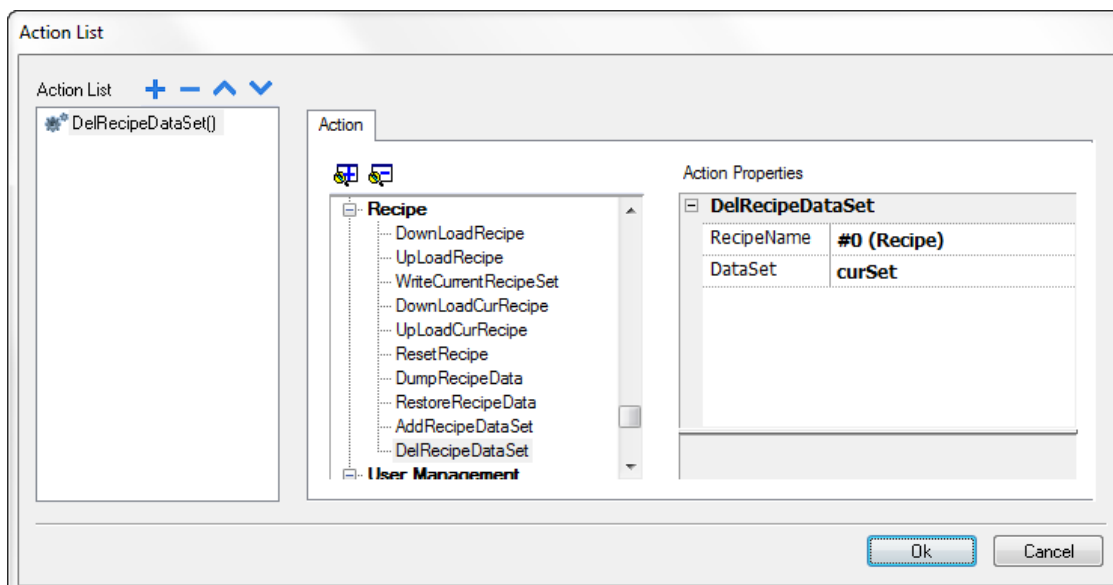 Action List
Action List
DelRecipeDataSet()
Action
Recipe
DownLoadRecipe
UpLoadRecipe
WriteCurrentRecipeSet
DownLoadCurRecipe
UpLoadCurRecipe
ResetRecipe
DumpRecipeData
RestoreRecipeData
AddRecipeDataSet
DelRecipeDataSet
User Management
Action Properties
DelRecipeDataSet
RecipeName #0 (Recipe)
DataSet curSet
Ok Cancel